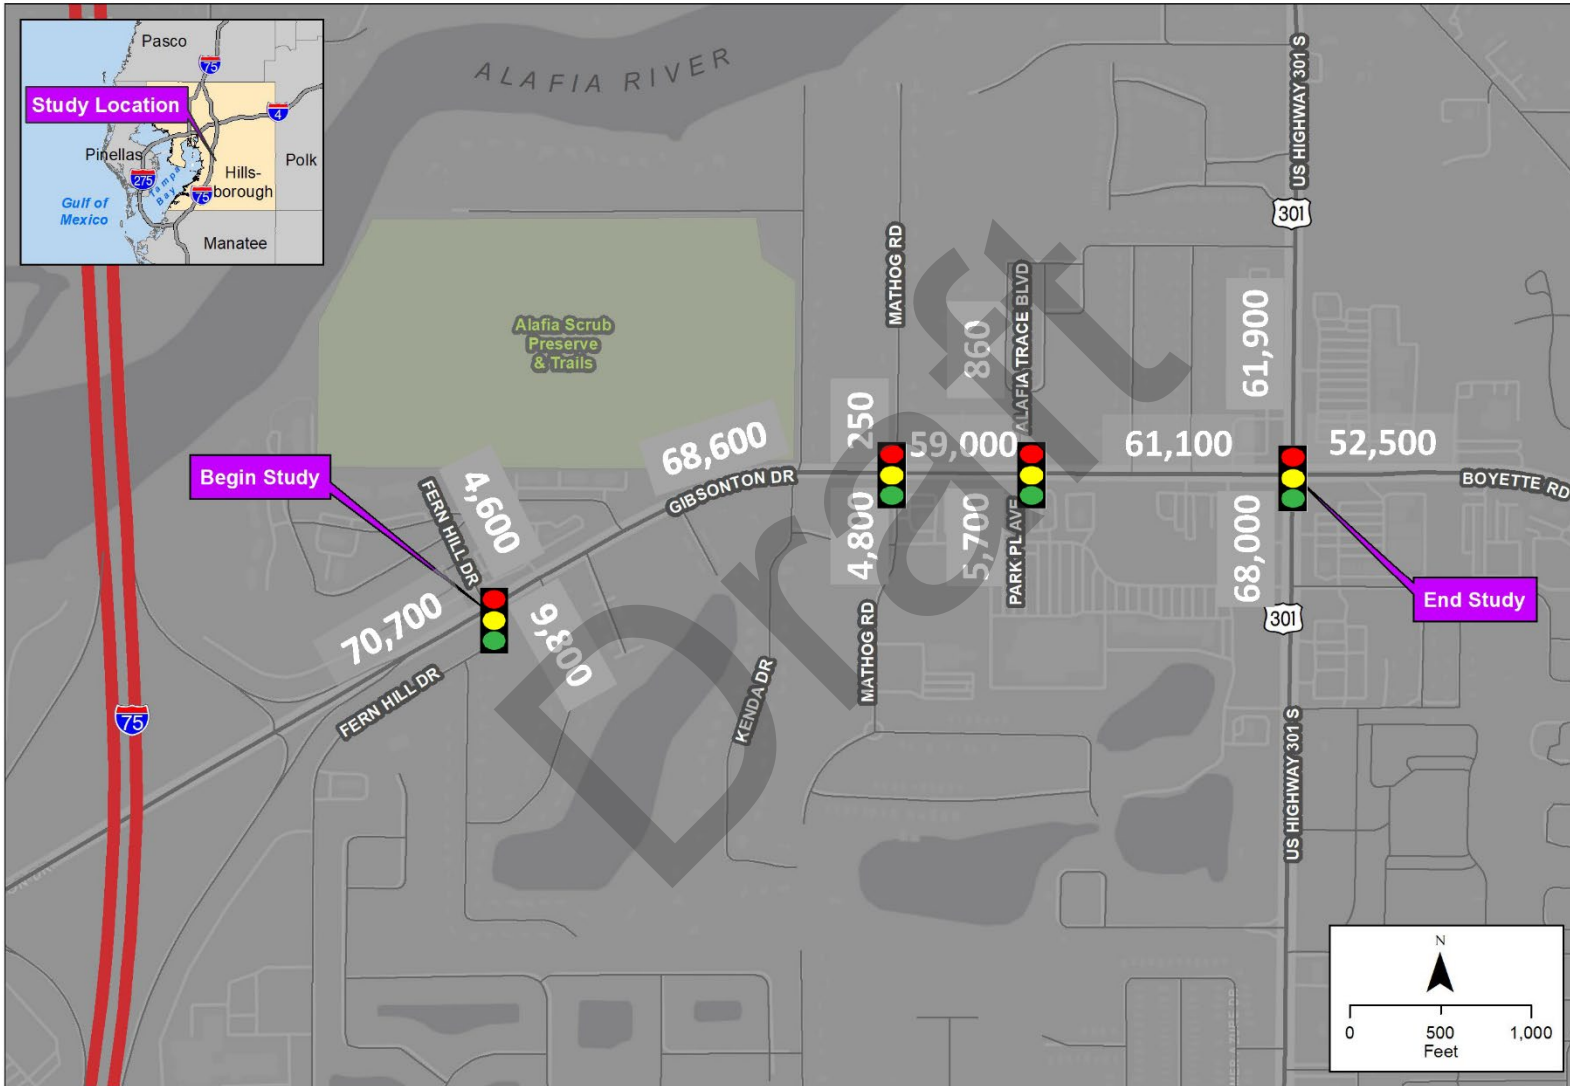 Pasco
75
Study Location
4
Pinellas
Polk
275
Tampa
Bay
Hills-
borough
75
Gulf of
Mexico
Manatee
ALAFIA RIVER
US HIGHWAY 301 S
301
MATHOG RD
ALAFIA TRACE BLVD
860
61,900
Alafia Scrub
Preserve
& Trails
250
68,600
59,000
61,100
52,500
Begin Study
FERN HILL DR
4,600
GIBSONTON DR
BOYETTE RD
4,800
5,700
PARK PL AVE
68,000
End Study
301
70,700
9,800
MATHOG RD
FERN HILL DR
KENDA DR
75
US HIGHWAY 301 S
Draft
N
0 500 1,000
Feet